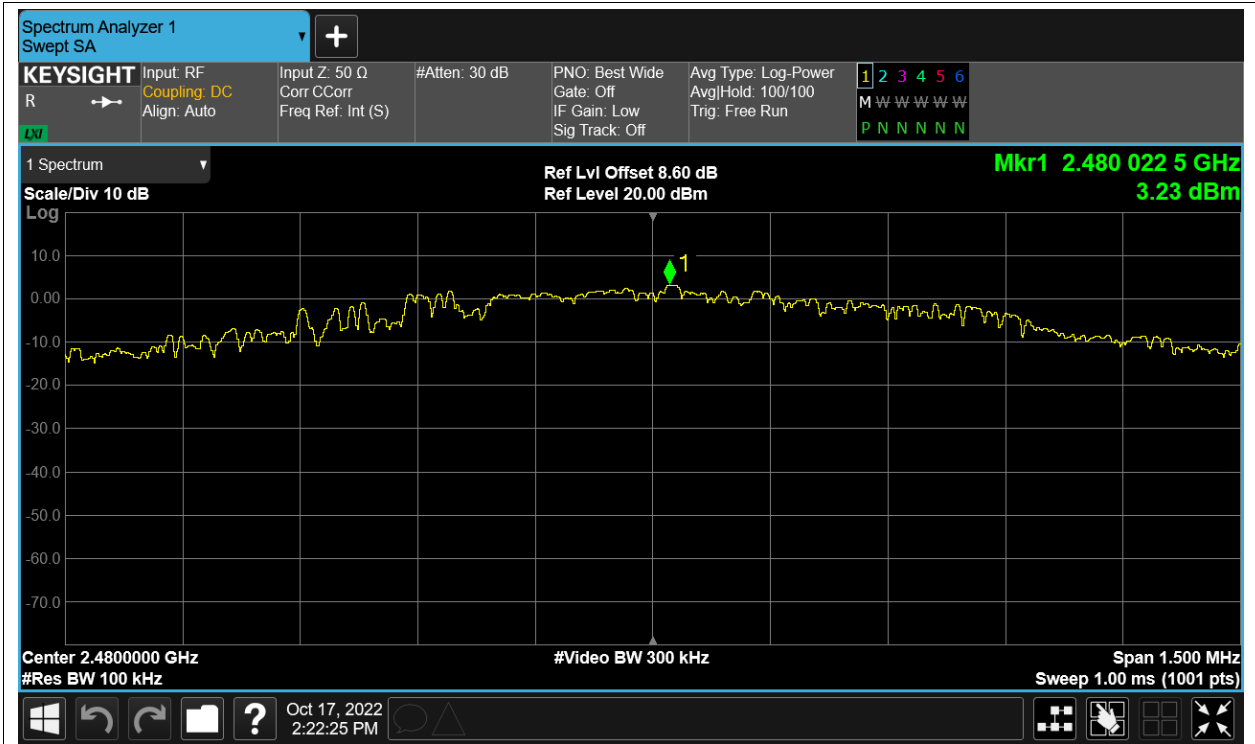 Spectrum Analyzer 1
Swept SA
+
KEYSIGHT Input: RF Input Z: 50 Ω #Atten: 30 dB PNO: Best Wide Avg Type: Log-Power 1 2 3 4 5 6
R Coupling: DC Corr CCorr Gate: Off Avg|Hold: 100/100 M W W W W W
Align: Auto Freq Ref: Int (S) IF Gain: Low Trig: Free Run
LXI Sig Track: Off P N N N N N
1 Spectrum Ref Lvl Offset 8.60 dB Mkr1 2.480 022 5 GHz
Scale/Div 10 dB Ref Level 20.00 dBm 3.23 dBm
Log
10.0
1
0.00
-10.0
-20.0
-30.0
-40.0
-50.0
-60.0
-70.0
Center 2.4800000 GHz #Video BW 300 kHz Span 1.500 MHz
#Res BW 100 kHz Sweep 1.00 ms (1001 pts)
? Oct 17, 2022
2:22:25 PM